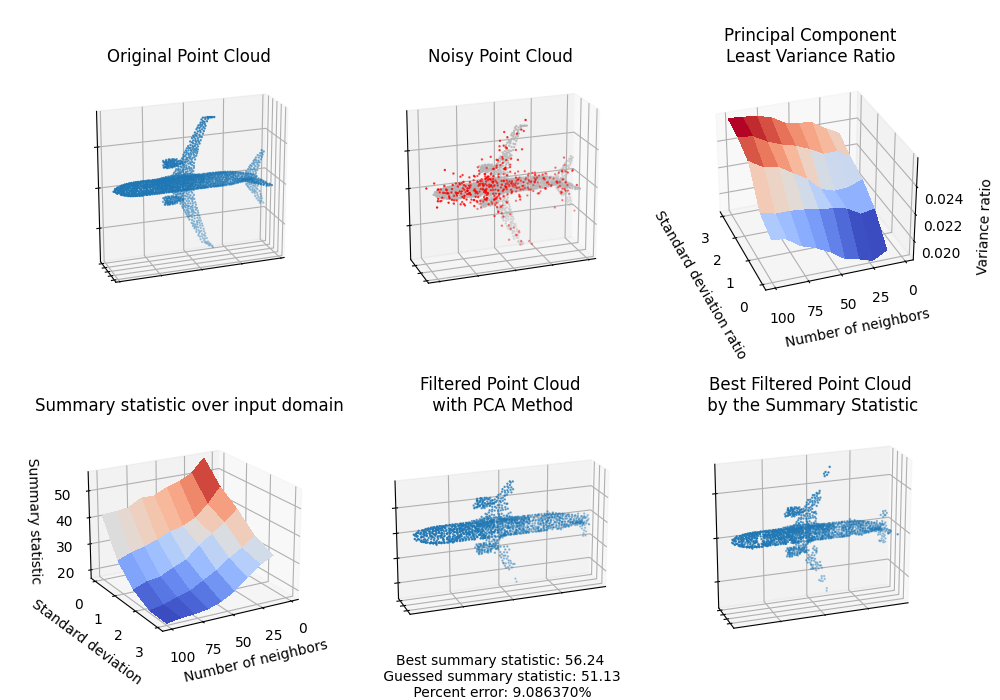 Original Point Cloud
Noisy Point Cloud
Principal Component
Least Variance Ratio
0.024
0.022
0.020
Variance ratio
3
2
1
0
Standard deviation ratio
100
75
50
25
0
Number of neighbors
Summary statistic over input domain
50
40
30
20
Summary statistic
0
1
2
3
Standard deviation
100
75
50
25
0
Number of neighbors
Filtered Point Cloud
with PCA Method
Best summary statistic: 56.24
Guessed summary statistic: 51.13
Percent error: 9.086370%
Best Filtered Point Cloud
by the Summary Statistic